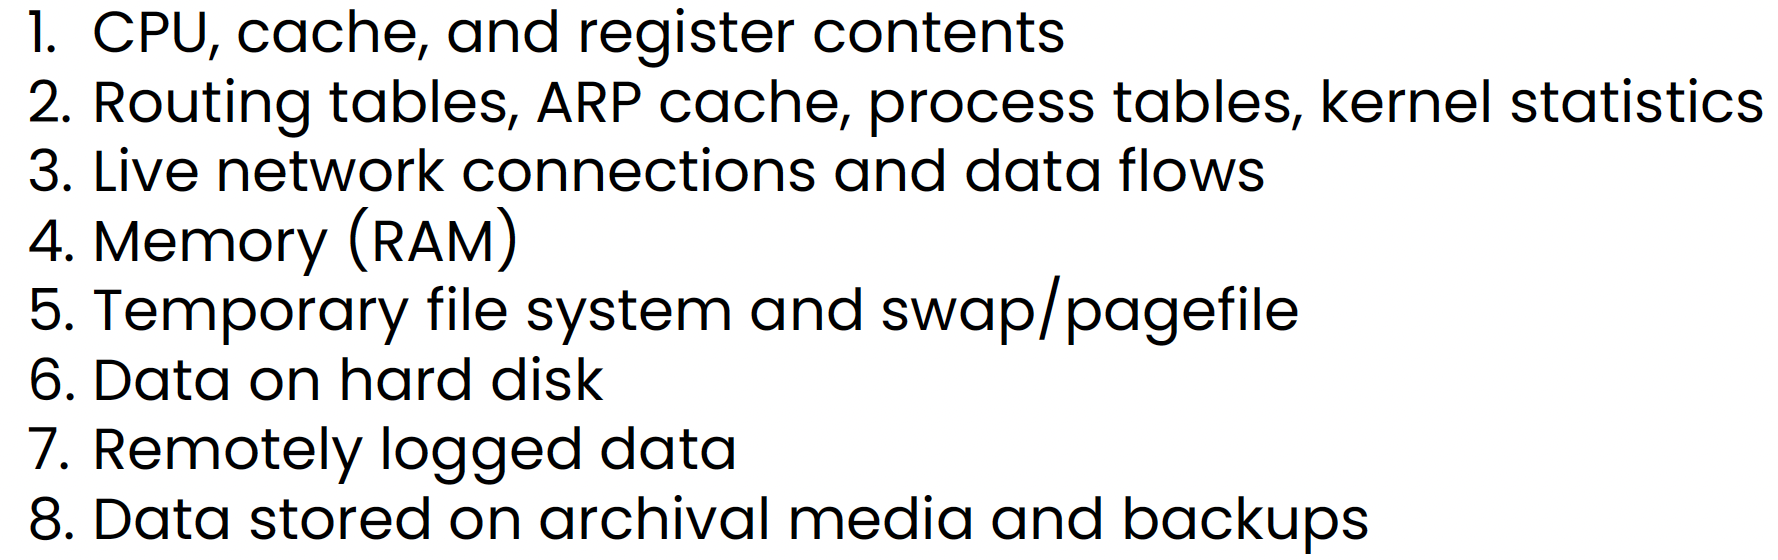 1. CPU, cache, and register contents
2. Routing tables, ARP cache, process tables, kernel statistics
3. Live network connections and data flows
4. Memory (RAM)
5. Temporary file system and swap/pagefile
6. Data on hard disk
7. Remotely logged data
8. Data stored on archival media and backups